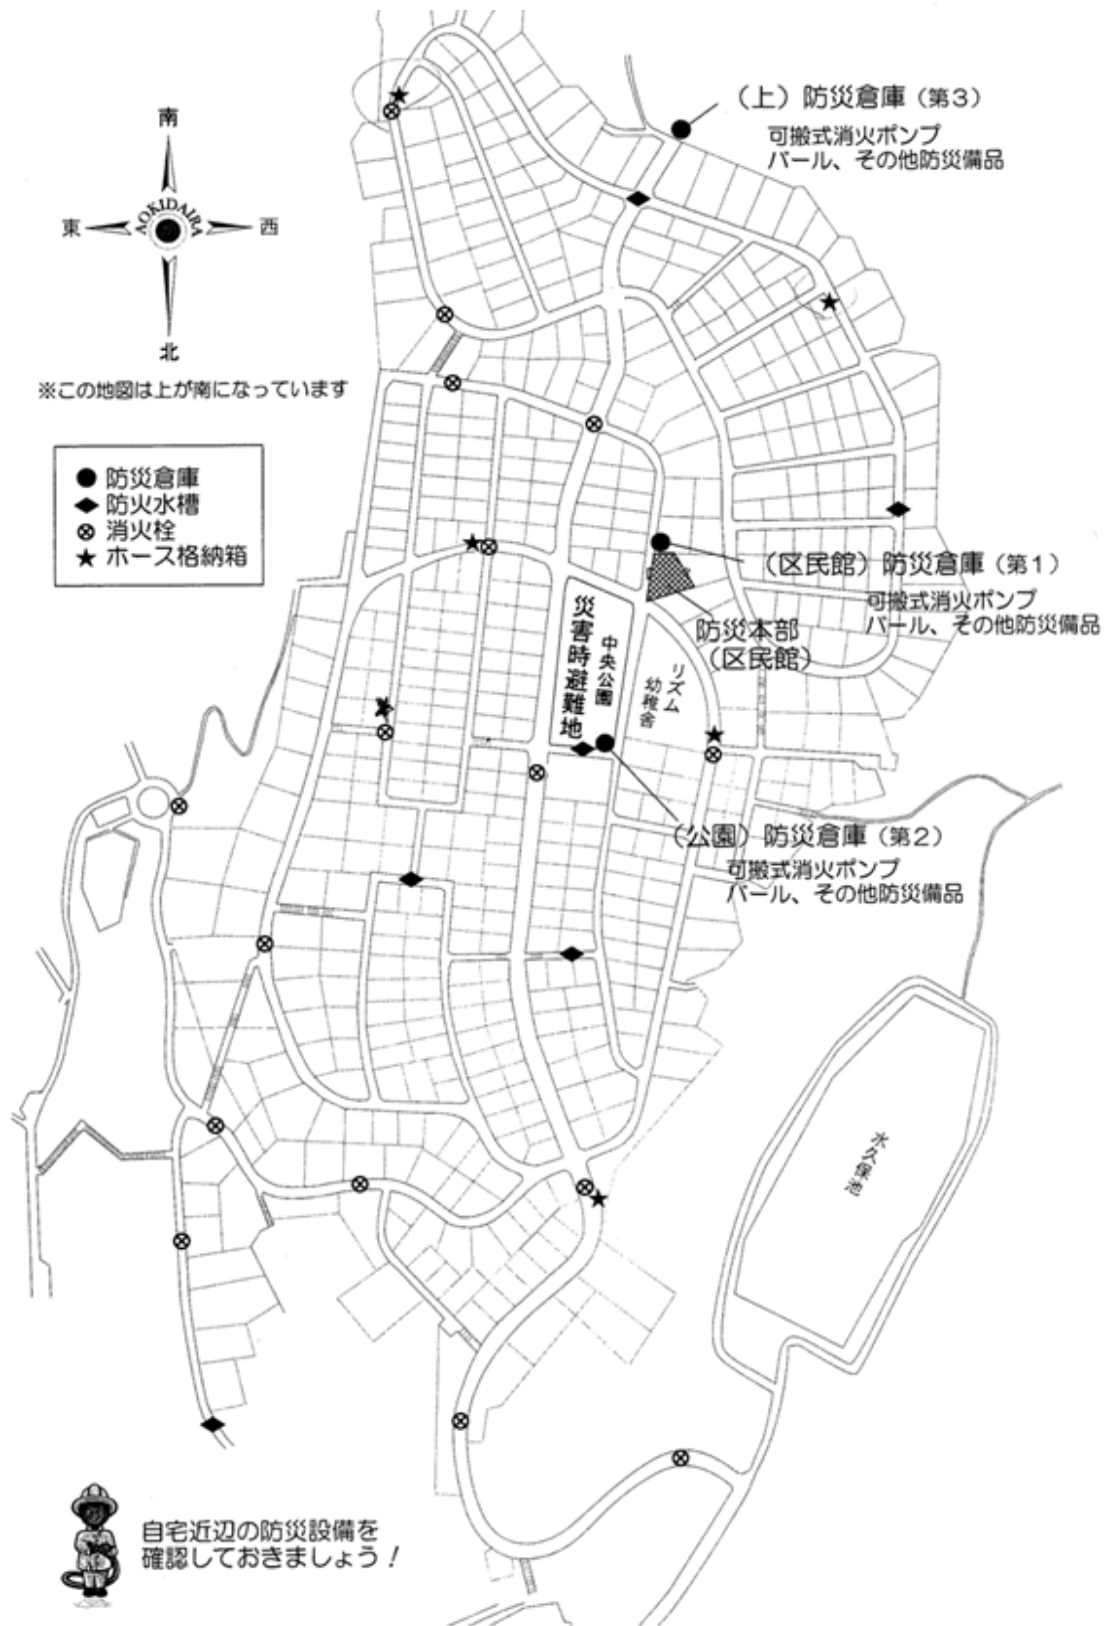 （上）防災倉庫（第3）
可搬式消火ポンプ
バール、その他防災備品
南
東
AOKIDAIRA
西
北
※この地図は上が南になっています
防災倉庫
防火水槽
消火栓
ホース格納箱
（区民館）防災倉庫（第1）
可搬式消火ポンプ
バール、その他防災備品
防災本部
（区民館）
災害時避難地
中央公園
リズム
幼稚舎
（公園）防災倉庫（第2）
可搬式消火ポンプ
バール、その他防災備品
水久保池
自宅近辺の防災設備を
確認しておきましょう！